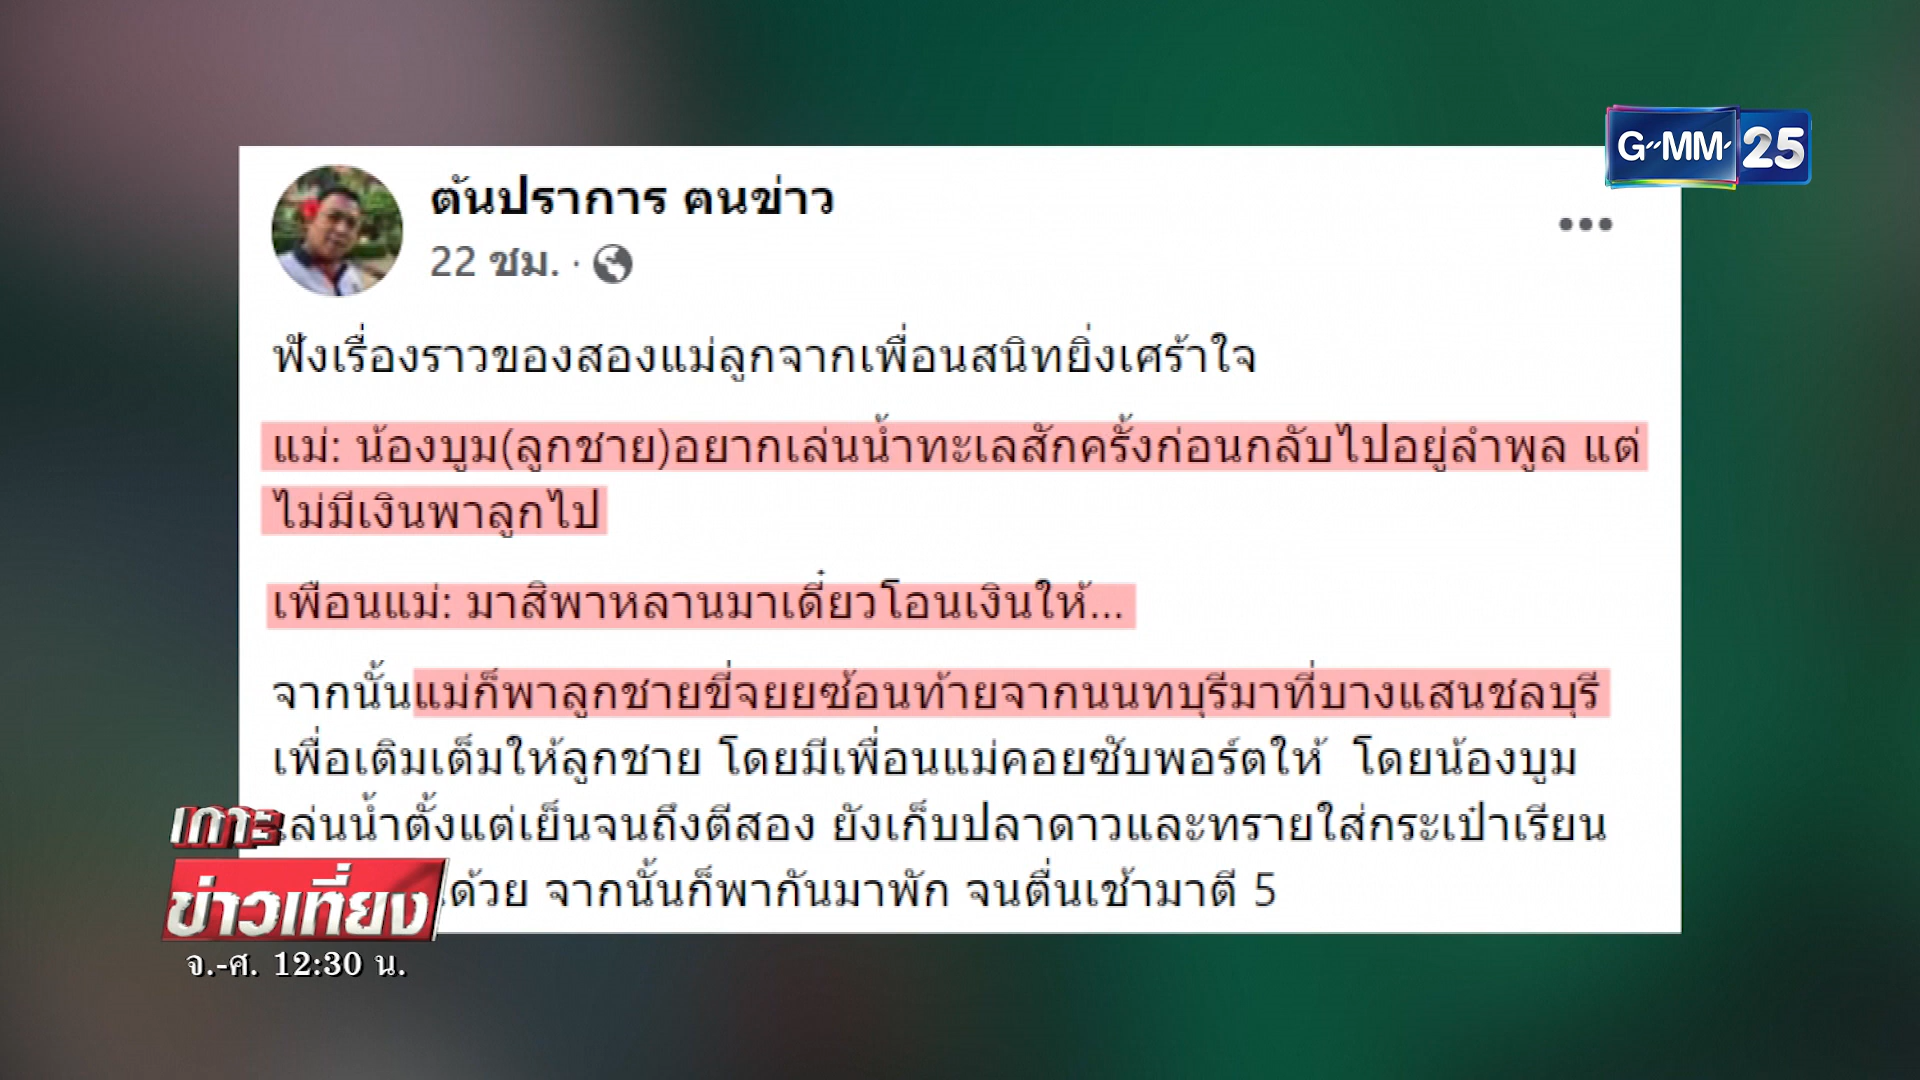 G-MM 25
ต้นปราการ ฅนข่าว
22 ชม. ·
ฟังเรื่องราวของสองแม่ลูกจากเพื่อนสนิทยิ่งเศร้าใจ
แม่: น้องบูม(ลูกชาย)อยากเล่นน้ำทะเลสักครั้งก่อนกลับไปอยู่ลำพูล แต่
ไม่มีเงินพาลูกไป
เพือนแม่: มาสิพาหลานมาเดี๋ยวโอนเงินให้...
จากนั้นแม่ก็พาลูกชายขี่จยยซ้อนท้ายจากนนทบุรีมาที่บางแสนชลบุรี
เพื่อเติมเต็มให้ลูกชาย โดยมีเพื่อนแม่คอยซับพอร์ตให้ โดยน้องบูม
เล่นน้ำตั้งแต่เย็นจนถึงตีสอง ยังเก็บปลาดาวและทรายใส่กระเป๋าเรียน
ด้วย จากนั้นก็พากันมาพัก จนตื่นเช้ามาตี 5
เกาะ
ข่าวเที่ยง
จ.-ศ. 12:30 น.